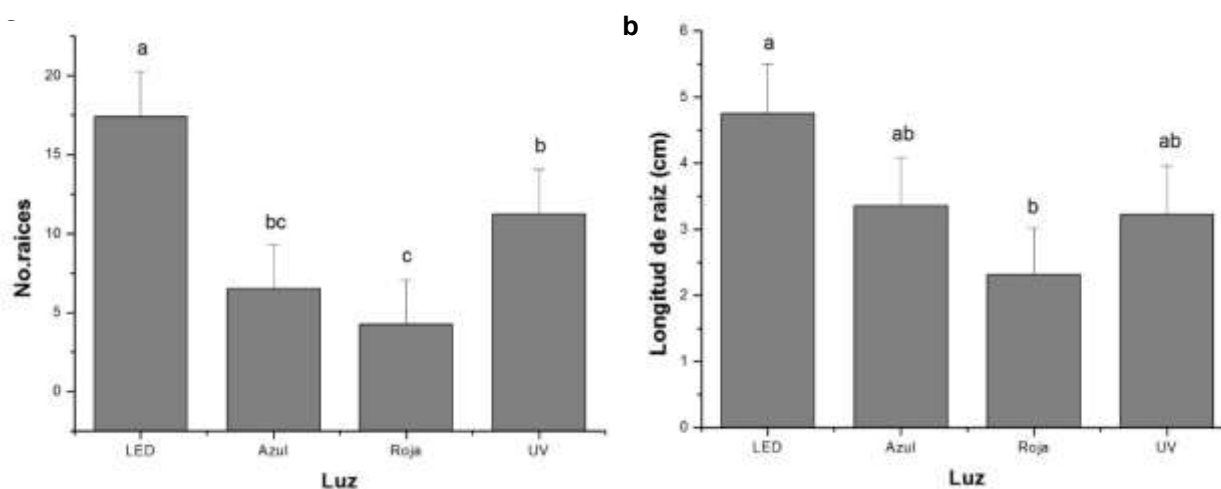 a
bc
c
b
20
15
10
5
0
No.raices
LED
Azul
Roja
UV
Luz
b
a
ab
b
ab
6
5
4
3
2
1
0
Longitud de raiz (cm)
LED
Azul
Roja
UV
Luz